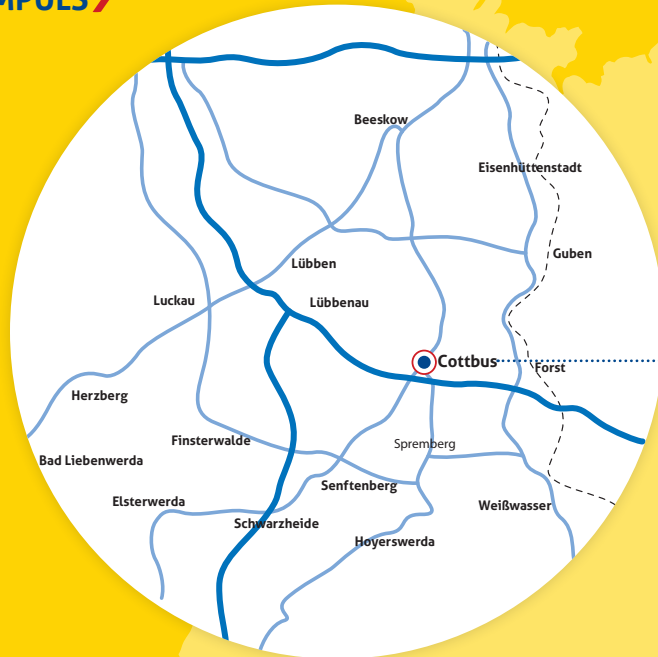 MPULS
Beeskow
Eisenhüttenstadt
Guben
Lübben
Luckau
Lübbenau
Cottbus
Forst
Herzberg
Finsterwalde
Spremberg
Bad Liebenwerda
Senftenberg
Elsterwerda
Weißwasser
Schwarzheide
Hoyerswerda